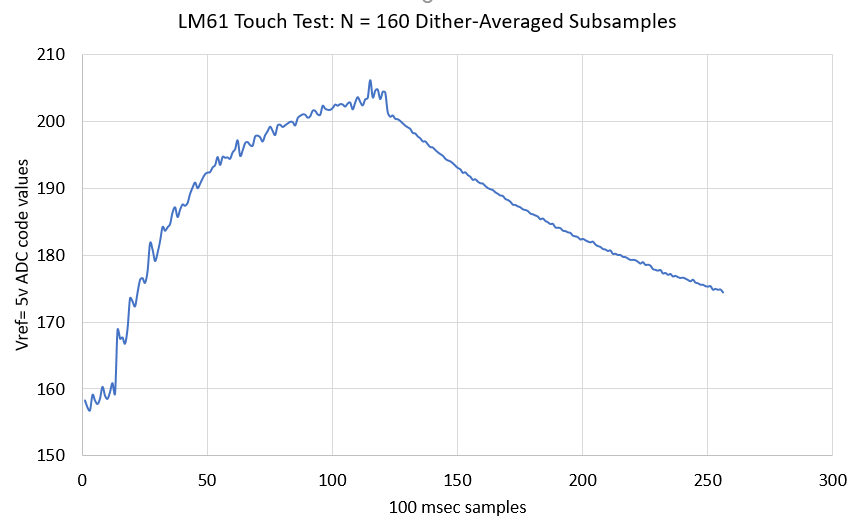 LM61 Touch Test: N = 160 Dither-Averaged Subsamples
210
200
190
180
170
160
150
Vref= 5v ADC code values
0 50 100 150 200 250 300
100 msec samples